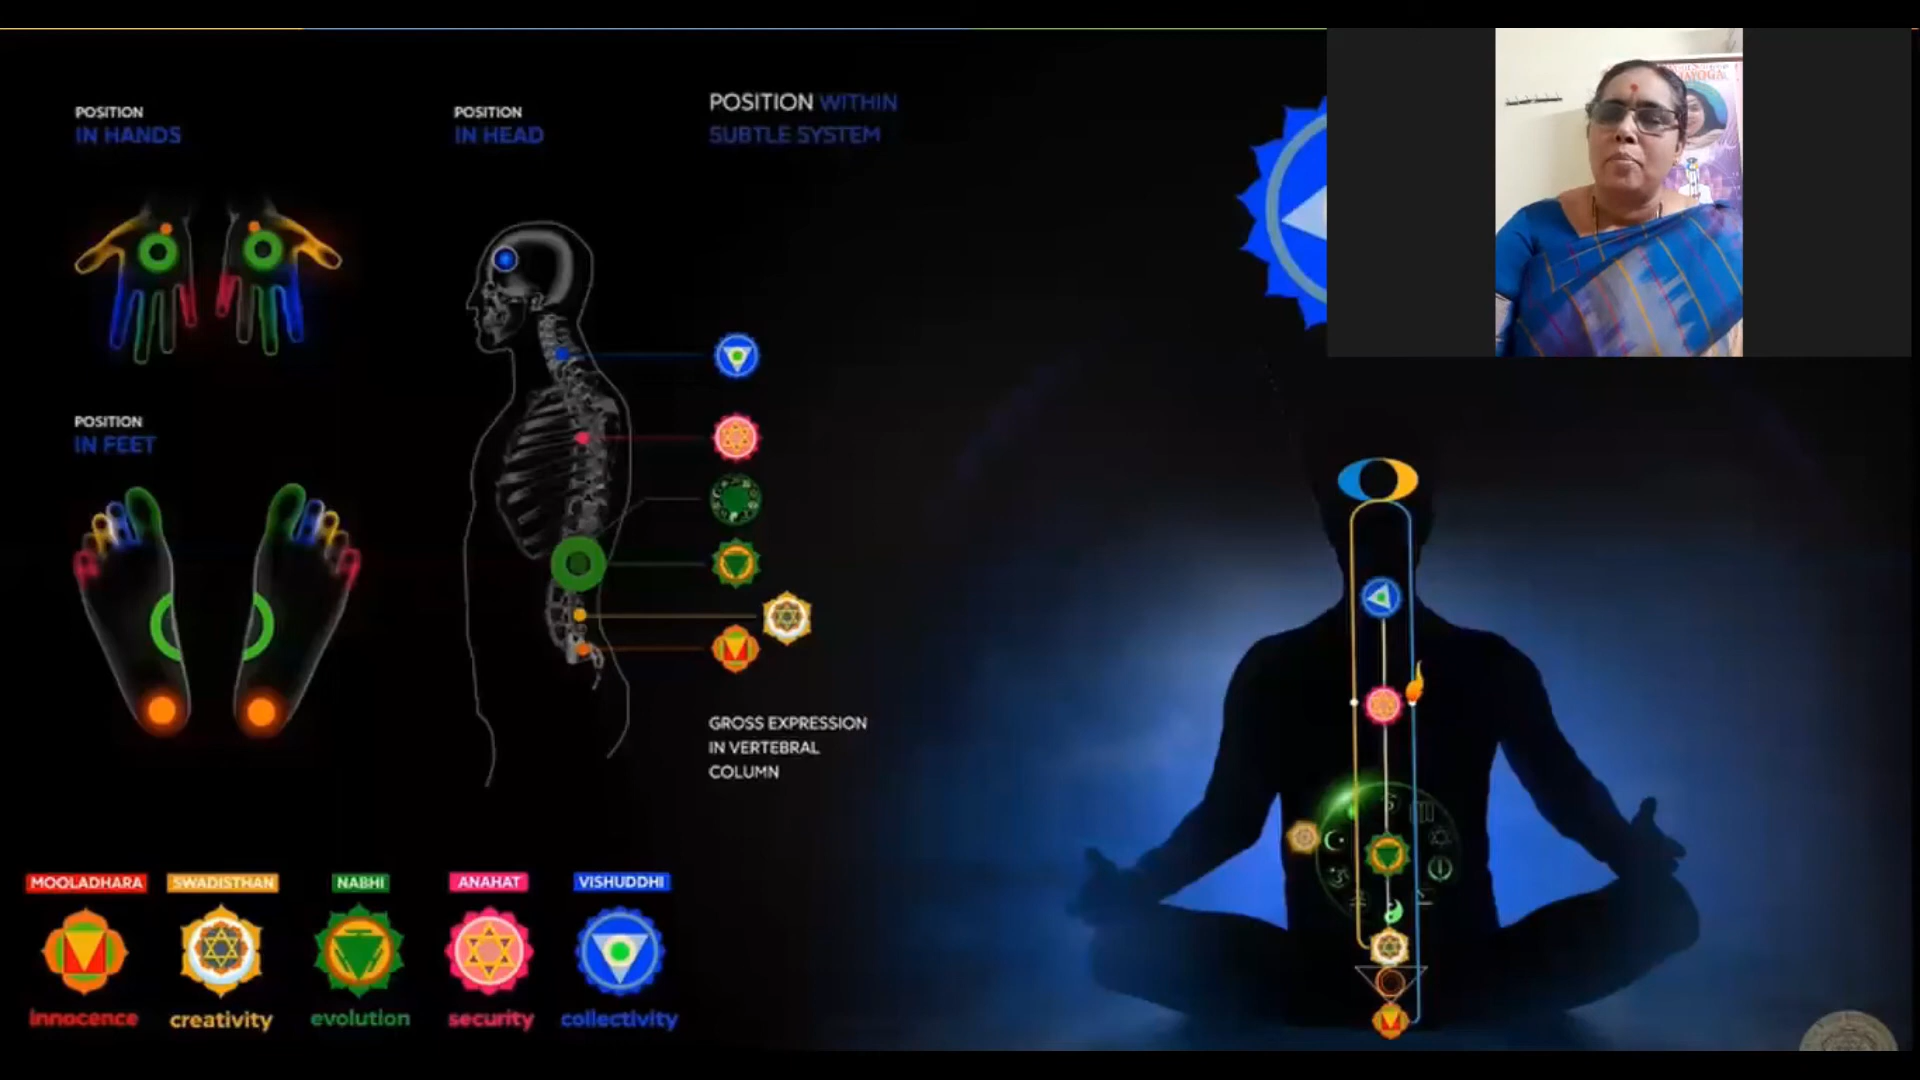 POSITION
IN HANDS
POSITION
IN HEAD
POSITION WITHIN
SUBTLE SYSTEM
POSITION
IN FEET
GROSS EXPRESSION
IN VERTEBRAL
COLUMN
MOOLADHARA
SWADISTHAN
NABHI
ANAHAT
VISHUDDHI
innocence
creativity
evolution
security
collectivity